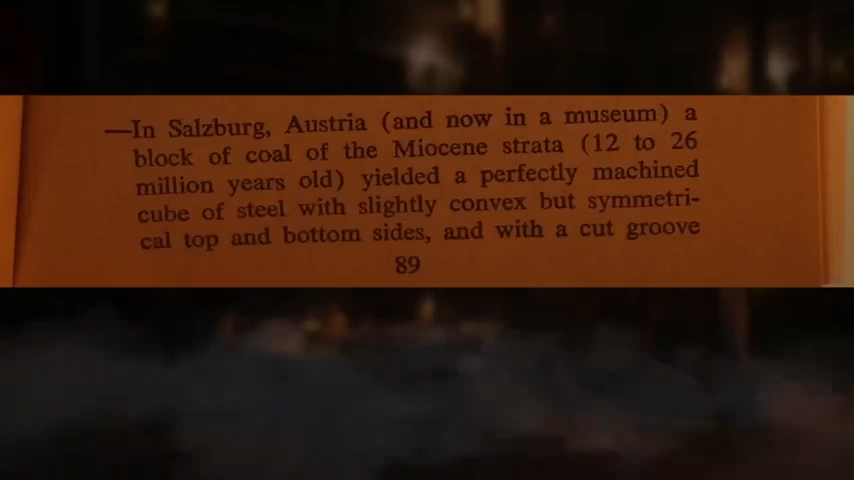 —In Salzburg, Austria (and now in a museum) a
block of coal of the Miocene strata (12 to 26
million years old) yielded a perfectly machined
cube of steel with slightly convex but symmetri-
cal top and bottom sides, and with a cut groove
89